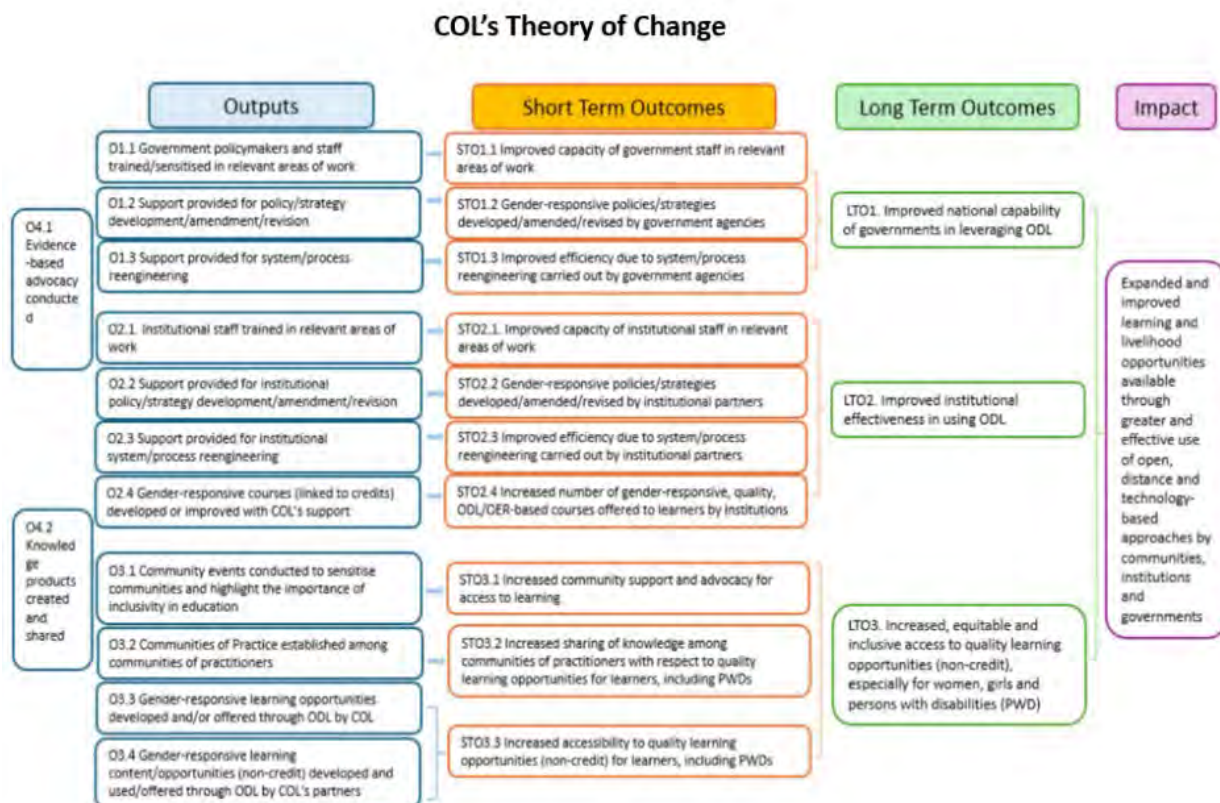 COL's Theory of Change
Outputs
Short Term Outcomes
Long Term Outcomes
Impact
O4.1
Evidence
-based
advocacy
conducte
d
O4.2
Knowled
ge
products
created
and
shared
O1.1 Government policymakers and staff
trained/sensitised in relevant areas of work
O1.2 Support provided for policy/strategy
development/amendment/revision
O1.3 Support provided for system/process
reengineering
O2.1. Institutional staff trained in relevant areas of
work
O2.2 Support provided for institutional
policy/strategy development/amendment/revision
O2.3 Support provided for institutional
system/process reengineering
O2.4 Gender-responsive courses (linked to credits)
developed or improved with COL's support
O3.1 Community events conducted to sensitise
communities and highlight the importance of
inclusivity in education
O3.2 Communities of Practice established among
communities of practitioners
O3.3 Gender-responsive learning opportunities
developed and/or offered through ODL by COL
O3.4 Gender-responsive learning
content/opportunities (non-credit) developed and
used/offered through ODL by COL's partners
STO1.1 Improved capacity of government staff in relevant
areas of work
STO1.2 Gender-responsive policies/strategies
developed/amended/revised by government agencies
STO1.3 Improved efficiency due to system/process
reengineering carried out by government agencies
STO2.1. Improved capacity of institutional staff in relevant
areas of work
STO2.2 Gender-responsive policies/strategies
developed/amended/revised by institutional partners
STO2.3 Improved efficiency due to system/process
reengineering carried out by institutional partners
STO2.4 Increased number of gender-responsive, quality,
ODL/OER-based courses offered to learners by institutions
STO3.1 Increased community support and advocacy for
access to learning
STO3.2 Increased sharing of knowledge among
communities of practitioners with respect to quality
learning opportunities for learners, including PWDs
STO3.3 Increased accessibility to quality learning
opportunities (non-credit) for learners, including PWDs
LTO1. Improved national capability
of governments in leveraging ODL
LTO2. Improved institutional
effectiveness in using ODL
LTO3. Increased, equitable and
inclusive access to quality learning
opportunities (non-credit),
especially for women, girls and
persons with disabilities (PWD)
Expanded and
improved
learning and
livelihood
opportunities
available
through
greater and
effective use
of open,
distance and
technology-
based
approaches by
communities,
institutions
and
governments